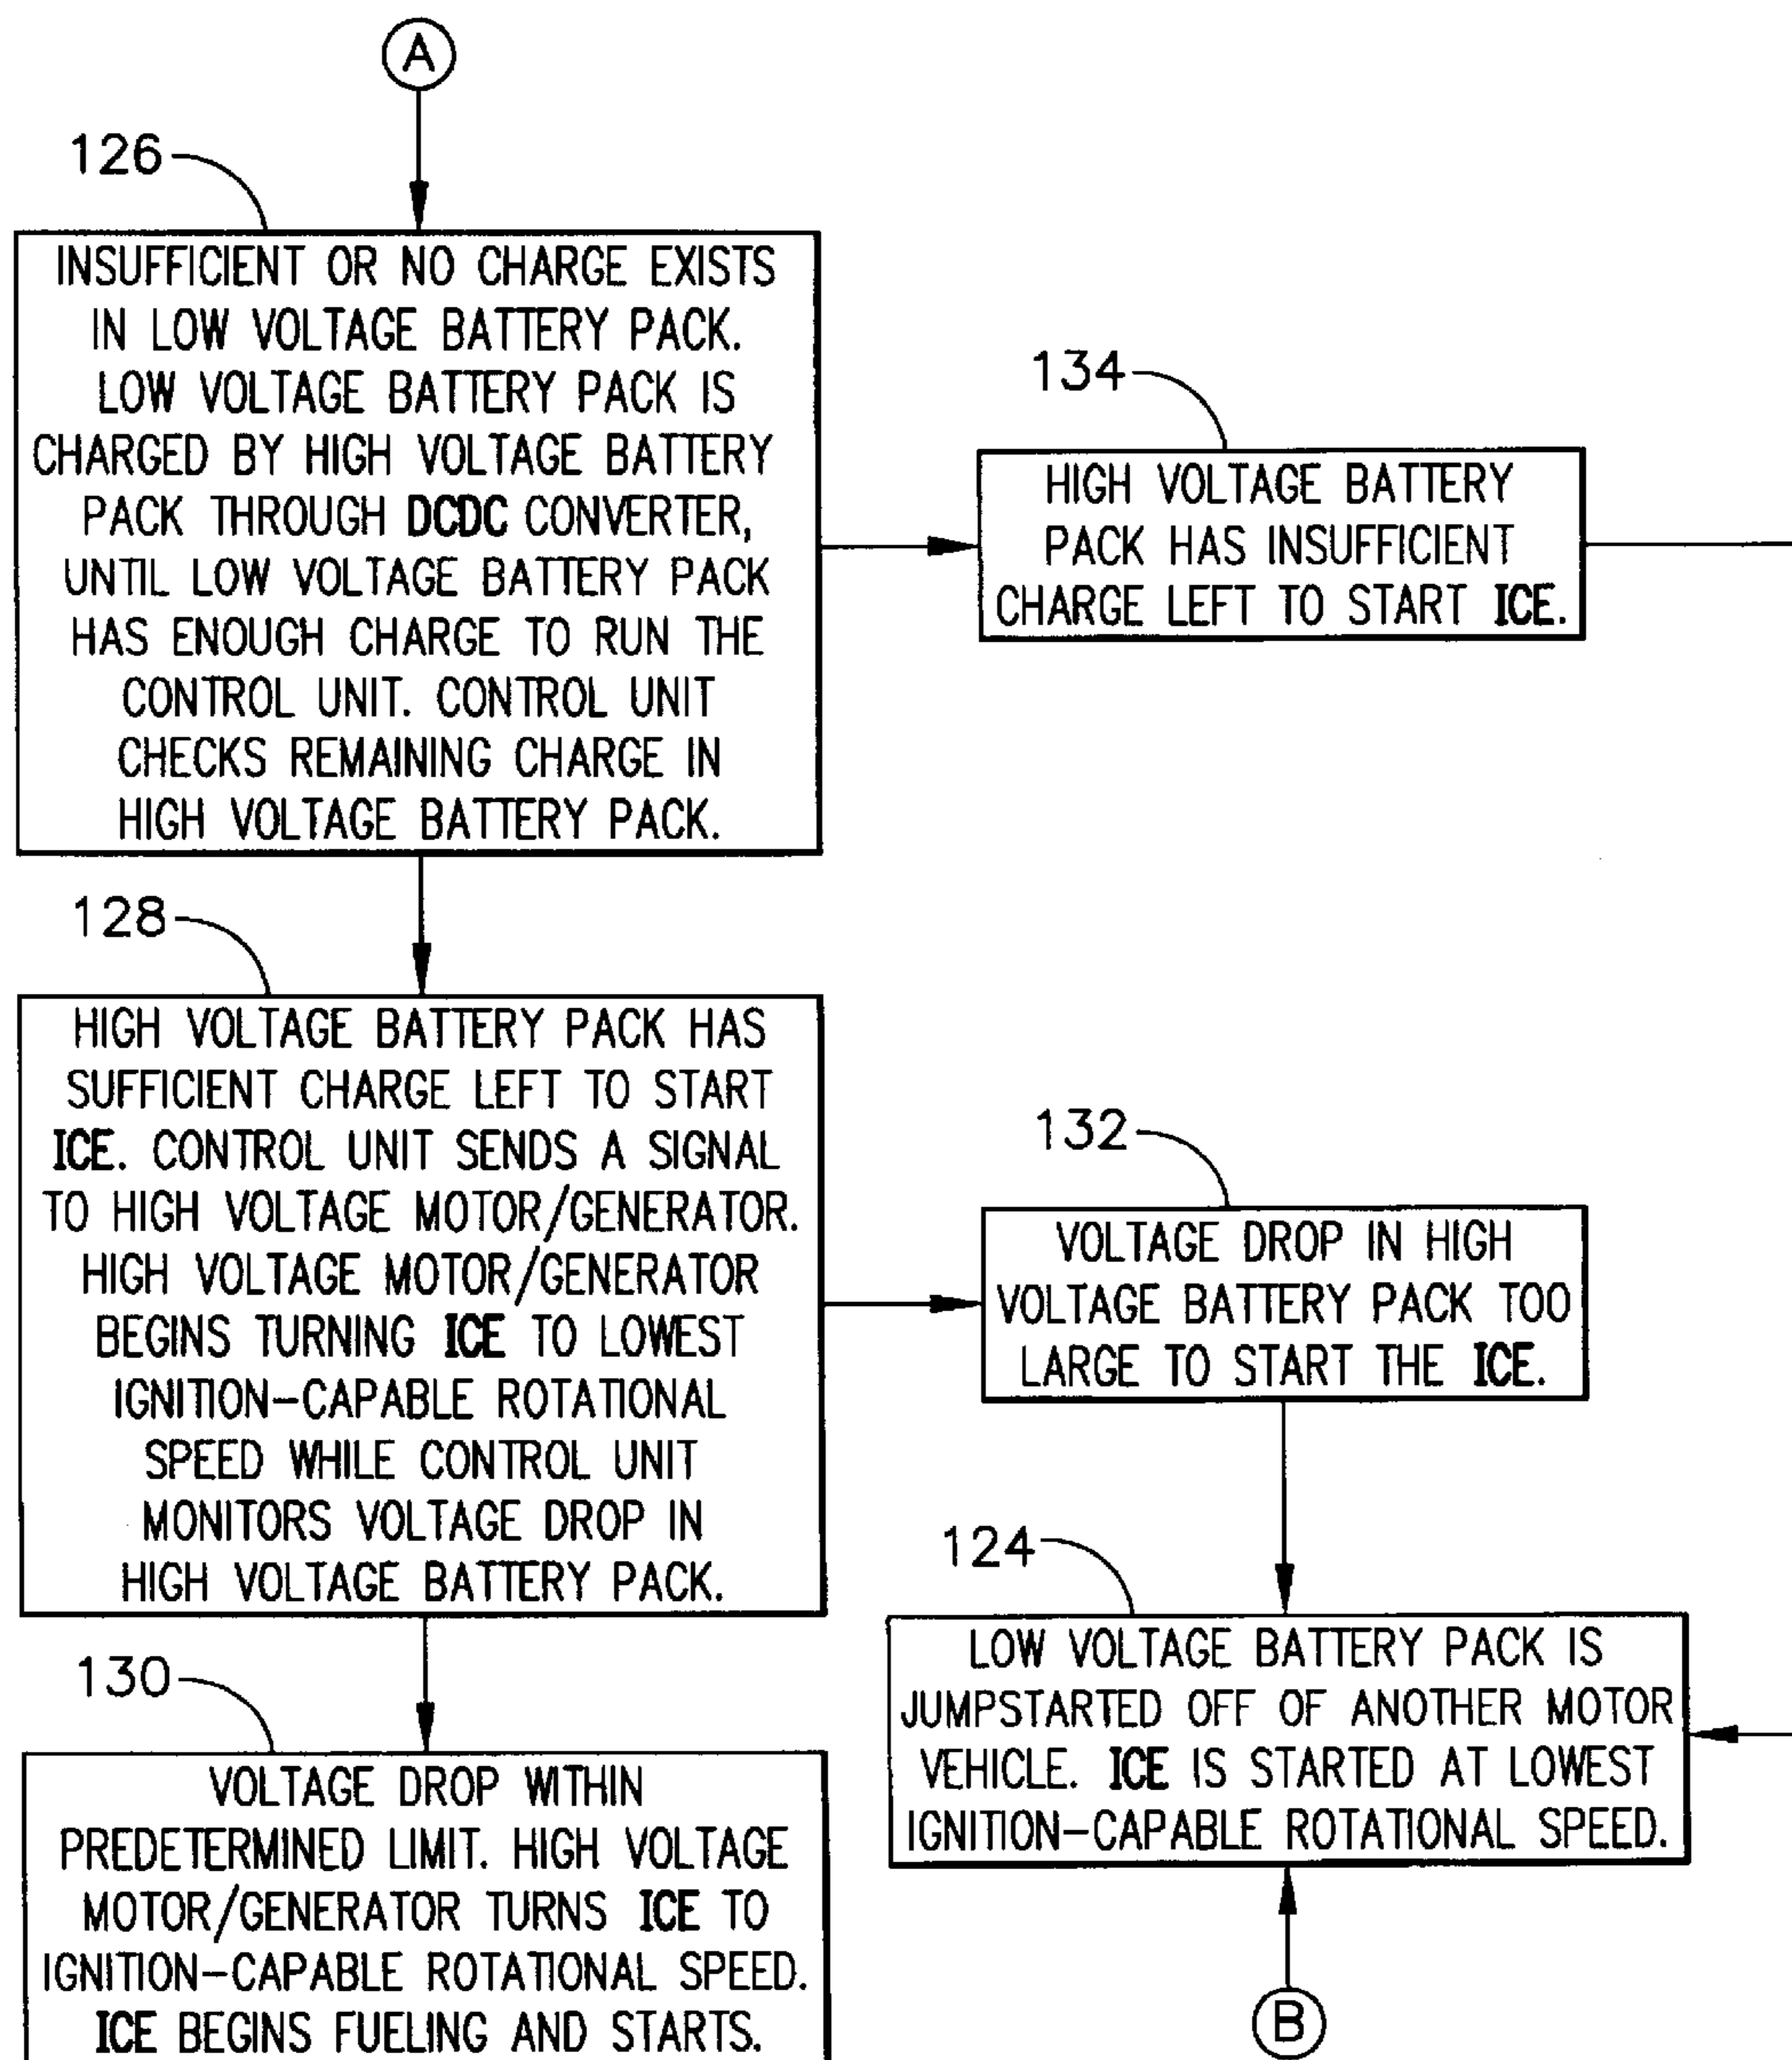 A
126
INSUFFICIENT OR NO CHARGE EXISTS
IN LOW VOLTAGE BATTERY PACK.
LOW VOLTAGE BATTERY PACK IS
CHARGED BY HIGH VOLTAGE BATTERY
PACK THROUGH DCDC CONVERTER,
UNTIL LOW VOLTAGE BATTERY PACK
HAS ENOUGH CHARGE TO RUN THE
CONTROL UNIT. CONTROL UNIT
CHECKS REMAINING CHARGE IN
HIGH VOLTAGE BATTERY PACK.
134
HIGH VOLTAGE BATTERY
PACK HAS INSUFFICIENT
CHARGE LEFT TO START ICE.
128
HIGH VOLTAGE BATTERY PACK HAS
SUFFICIENT CHARGE LEFT TO START
ICE. CONTROL UNIT SENDS A SIGNAL
TO HIGH VOLTAGE MOTOR/GENERATOR.
HIGH VOLTAGE MOTOR/GENERATOR
BEGINS TURNING ICE TO LOWEST
IGNITION-CAPABLE ROTATIONAL
SPEED WHILE CONTROL UNIT
MONITORS VOLTAGE DROP IN
HIGH VOLTAGE BATTERY PACK.
132
VOLTAGE DROP IN HIGH
VOLTAGE BATTERY PACK TOO
LARGE TO START THE ICE.
124
LOW VOLTAGE BATTERY PACK IS
JUMPSTARTED OFF OF ANOTHER MOTOR
VEHICLE. ICE IS STARTED AT LOWEST
IGNITION-CAPABLE ROTATIONAL SPEED.
130
VOLTAGE DROP WITHIN
PREDETERMINED LIMIT. HIGH VOLTAGE
MOTOR/GENERATOR TURNS ICE TO
IGNITION-CAPABLE ROTATIONAL SPEED.
ICE BEGINS FUELING AND STARTS.
B